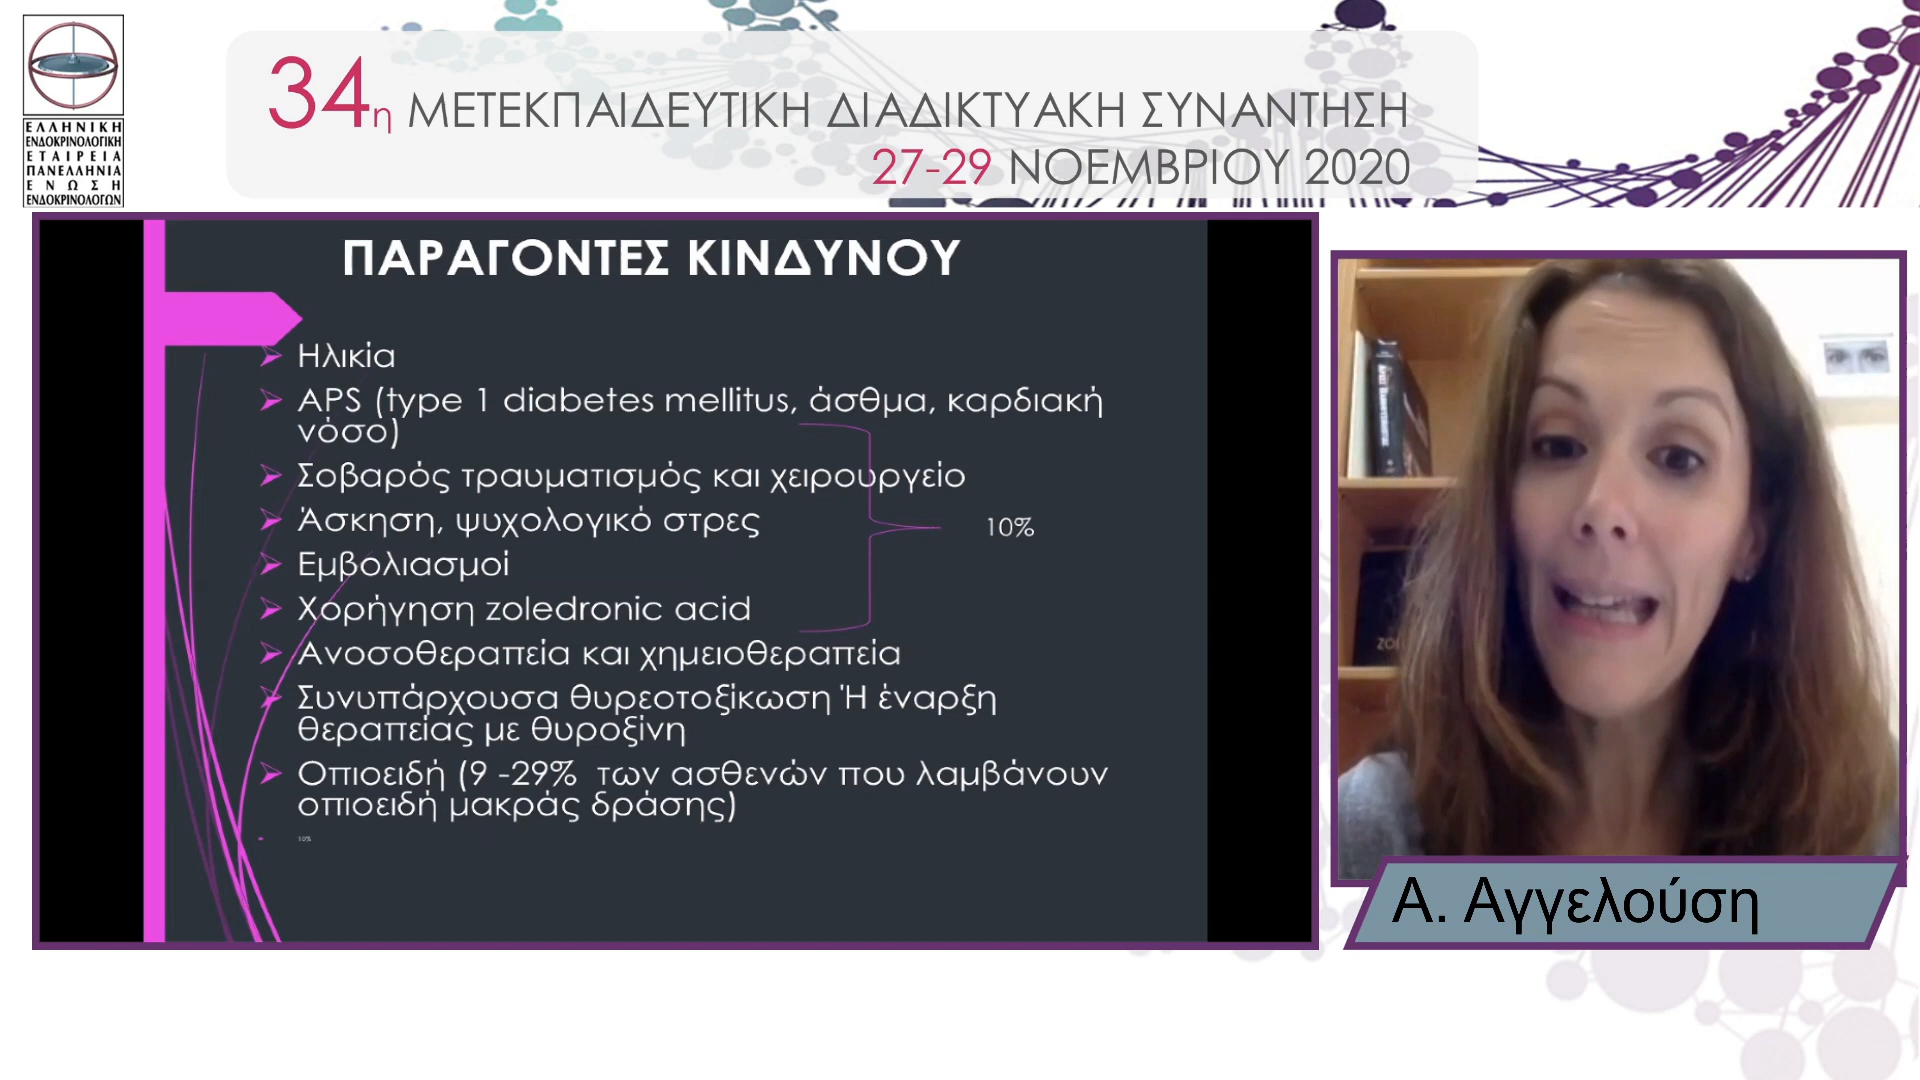 ΕΛΛΗΝΙΚΗ
ΕΝΔΟΚΡΙΝΟΛΟΓΙΚΗ
ΕΤΑΙΡΕΙΑ
ΠΑΝΕΛΛΗΝΙΑ
ΕΝΩΣΗ
ΕΝΔΟΚΡΙΝΟΛΟΓΩΝ
34η ΜΕΤΕΚΠΑΙΔΕΥΤΙΚΗ ΔΙΑΔΙΚΤΥΑΚΗ ΣΥΝΑΝΤΗΣΗ
27-29 ΝΟΕΜΒΡΙΟΥ 2020
ΠΑΡΑΓΟΝΤΕΣ ΚΙΝΔΥΝΟΥ
Ηλικία
APS (type 1 diabetes mellitus, άσθμα, καρδιακή
νόσο)
Σοβαρός τραυματισμός και χειρουργείο
Άσκηση, ψυχολογικό στρες
10%
Εμβολιασμοί
Χορήγηση zoledronic acid
Ανοσοθεραπεία και χημειοθεραπεία
Συνυπάρχουσα θυρεοτοξίκωση Ή έναρξη
θεραπείας με θυροξίνη
Οπιοειδή (9 -29% των ασθενών που λαμβάνουν
οπιοειδή μακράς δράσης)
10%
Α. Αγγελούση